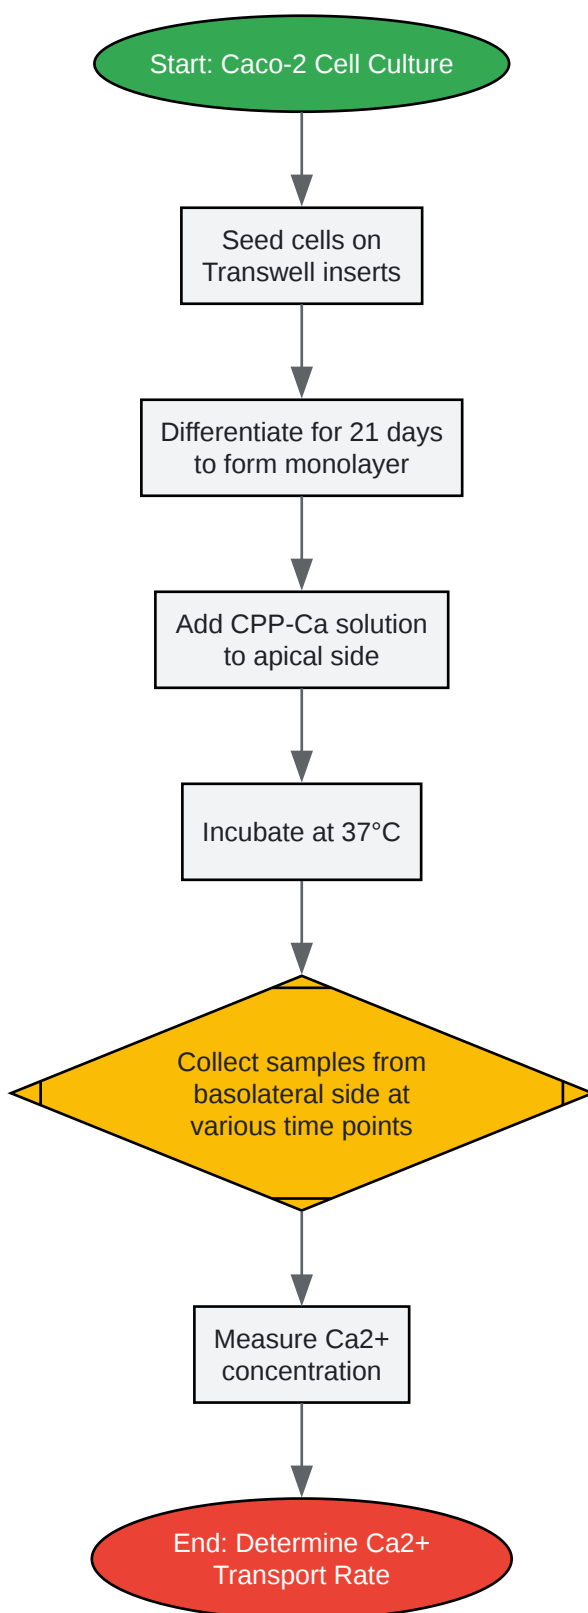 Start: Caco-2 Cell Culture
Seed cells on
Transwell inserts
Differentiate for 21 days
to form monolayer
Add CPP-Ca solution
to apical side
Incubate at 37°C
Collect samples from
basolateral side at
various time points
Measure Ca2+
concentration
End: Determine Ca2+
Transport Rate